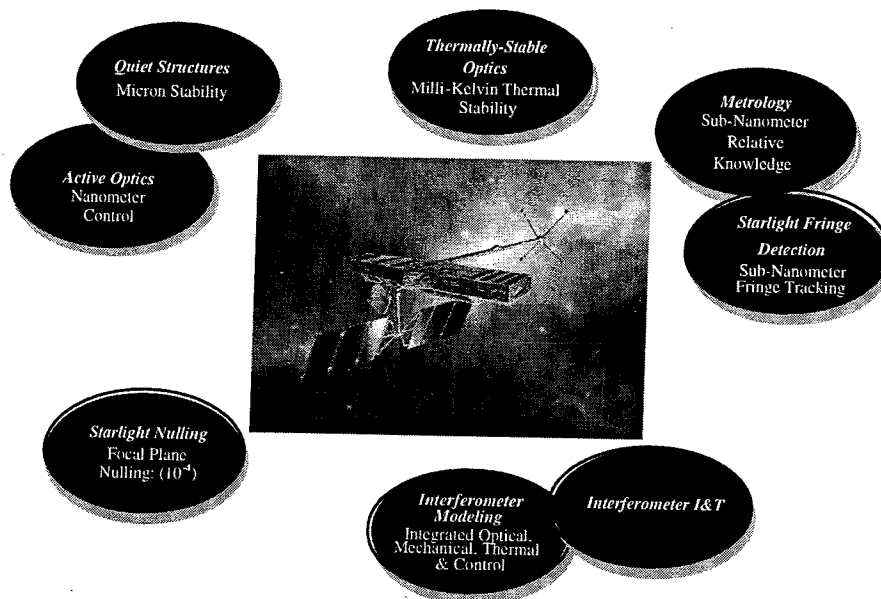 Quiet Structures
Micron Stability
Thermally-Stable
Optics
Milli-Kelvin Thermal
Stability
Metrology
Sub-Nanometer
Relative
Knowledge
Active Optics
Nanometer
Control
Starlight Fringe
Detection
Sub-Nanometer
Fringe Tracking
Starlight Nulling
Focal Plane
Nulling: (10⁻⁴)
Interferometer
Modeling
Integrated Optical,
Mechanical, Thermal
& Control
Interferometer I&T